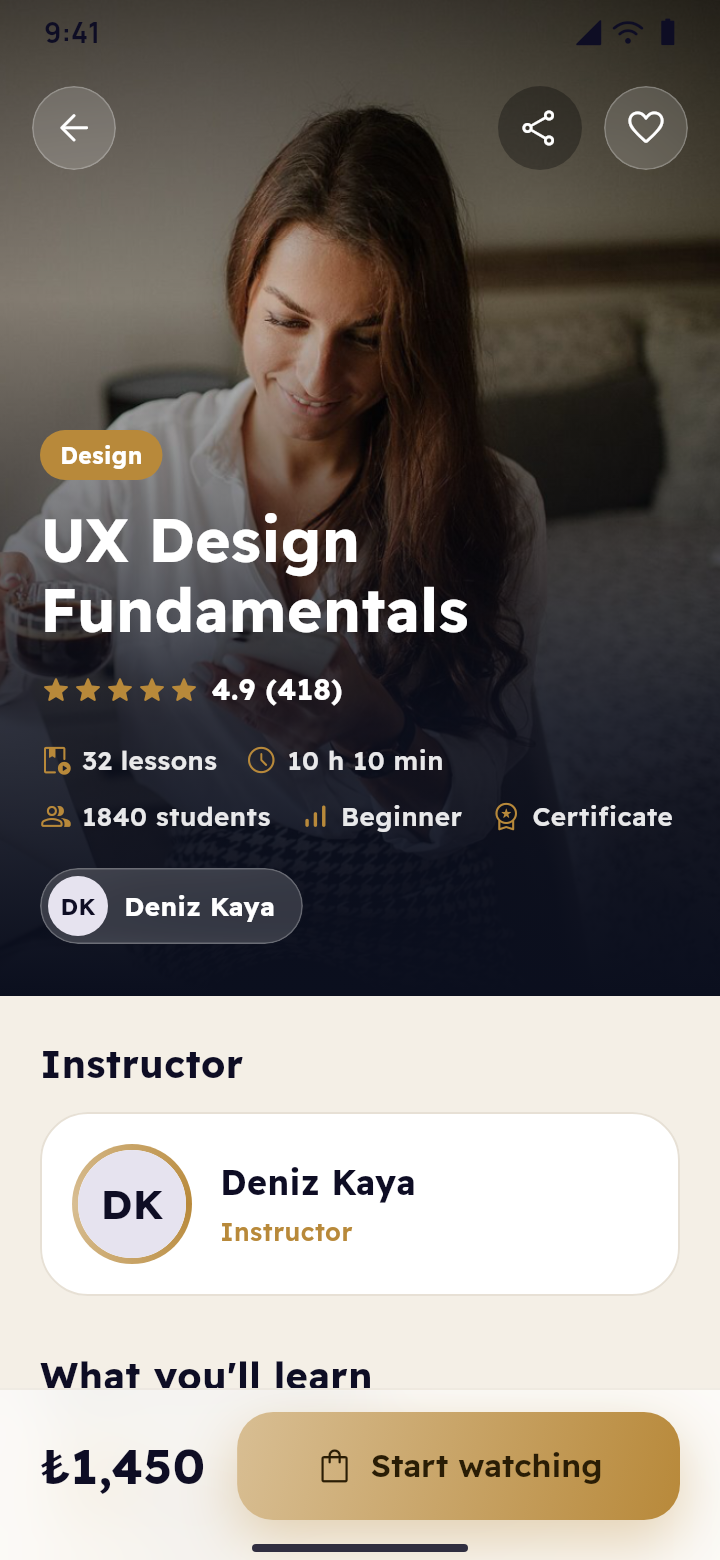 9:41
Design
UX Design
Fundamentals
4.9 (418)
32 lessons 10 h 10 min
1840 students Beginner Certificate
DK Deniz Kaya
Instructor
DK
Deniz Kaya
Instructor
What you'll learn
₺1,450
Start watching